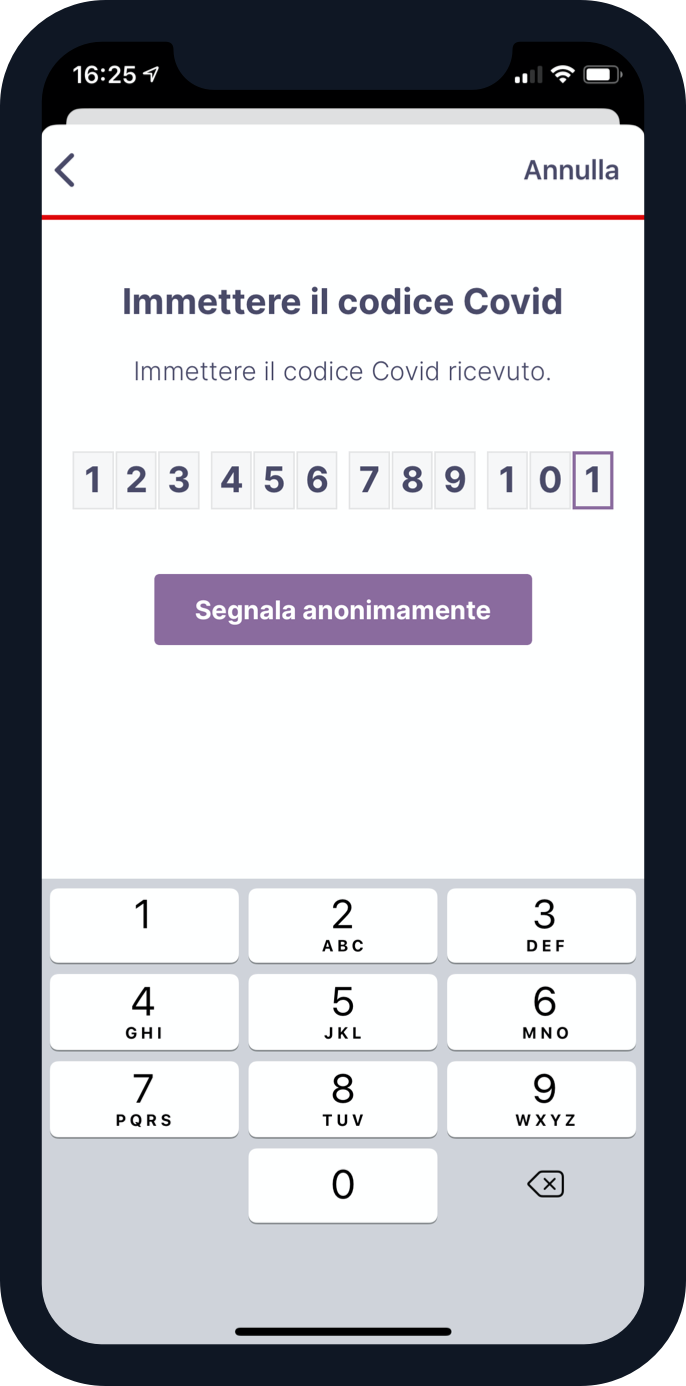 16:25
Annulla
Immettere il codice Covid
Immettere il codice Covid ricevuto.
1 2 3 4 5 6 7 8 9 1 0 1
Segnala anonimamente
1 2 3
ABC DEF
4 5 6
GHI JKL MNO
7 8 9
PQRS TUV WXYZ
0